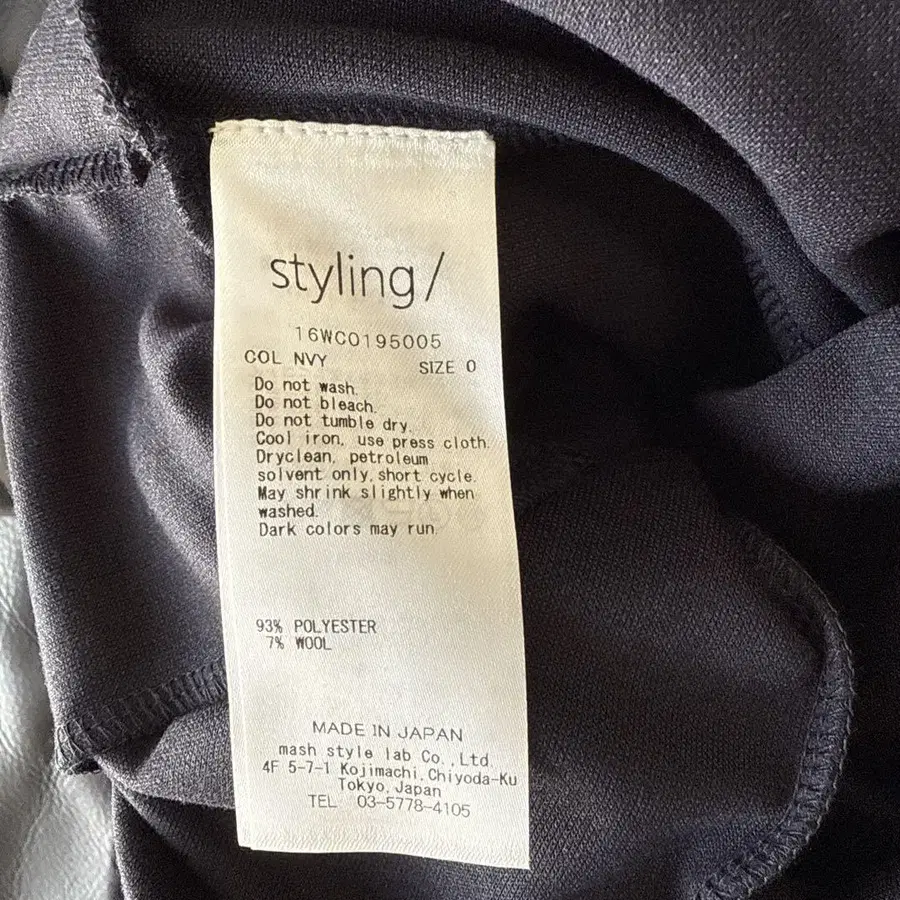 styling/
16WCO195005
COL NVY SIZE 0
Do not wash.
Do not bleach.
Do not tumble dry.
Cool iron, use press cloth.
Dryclean, petroleum
solvent only, short cycle.
May shrink slightly when
washed.
Dark colors may run.
93% POLYESTER
7% WOOL
MADE IN JAPAN
mash style lab Co.,Ltd.
4F 5-7-1 Kojimachi,Chiyoda-Ku
Tokyo,Japan
TEL 03-5778-4105